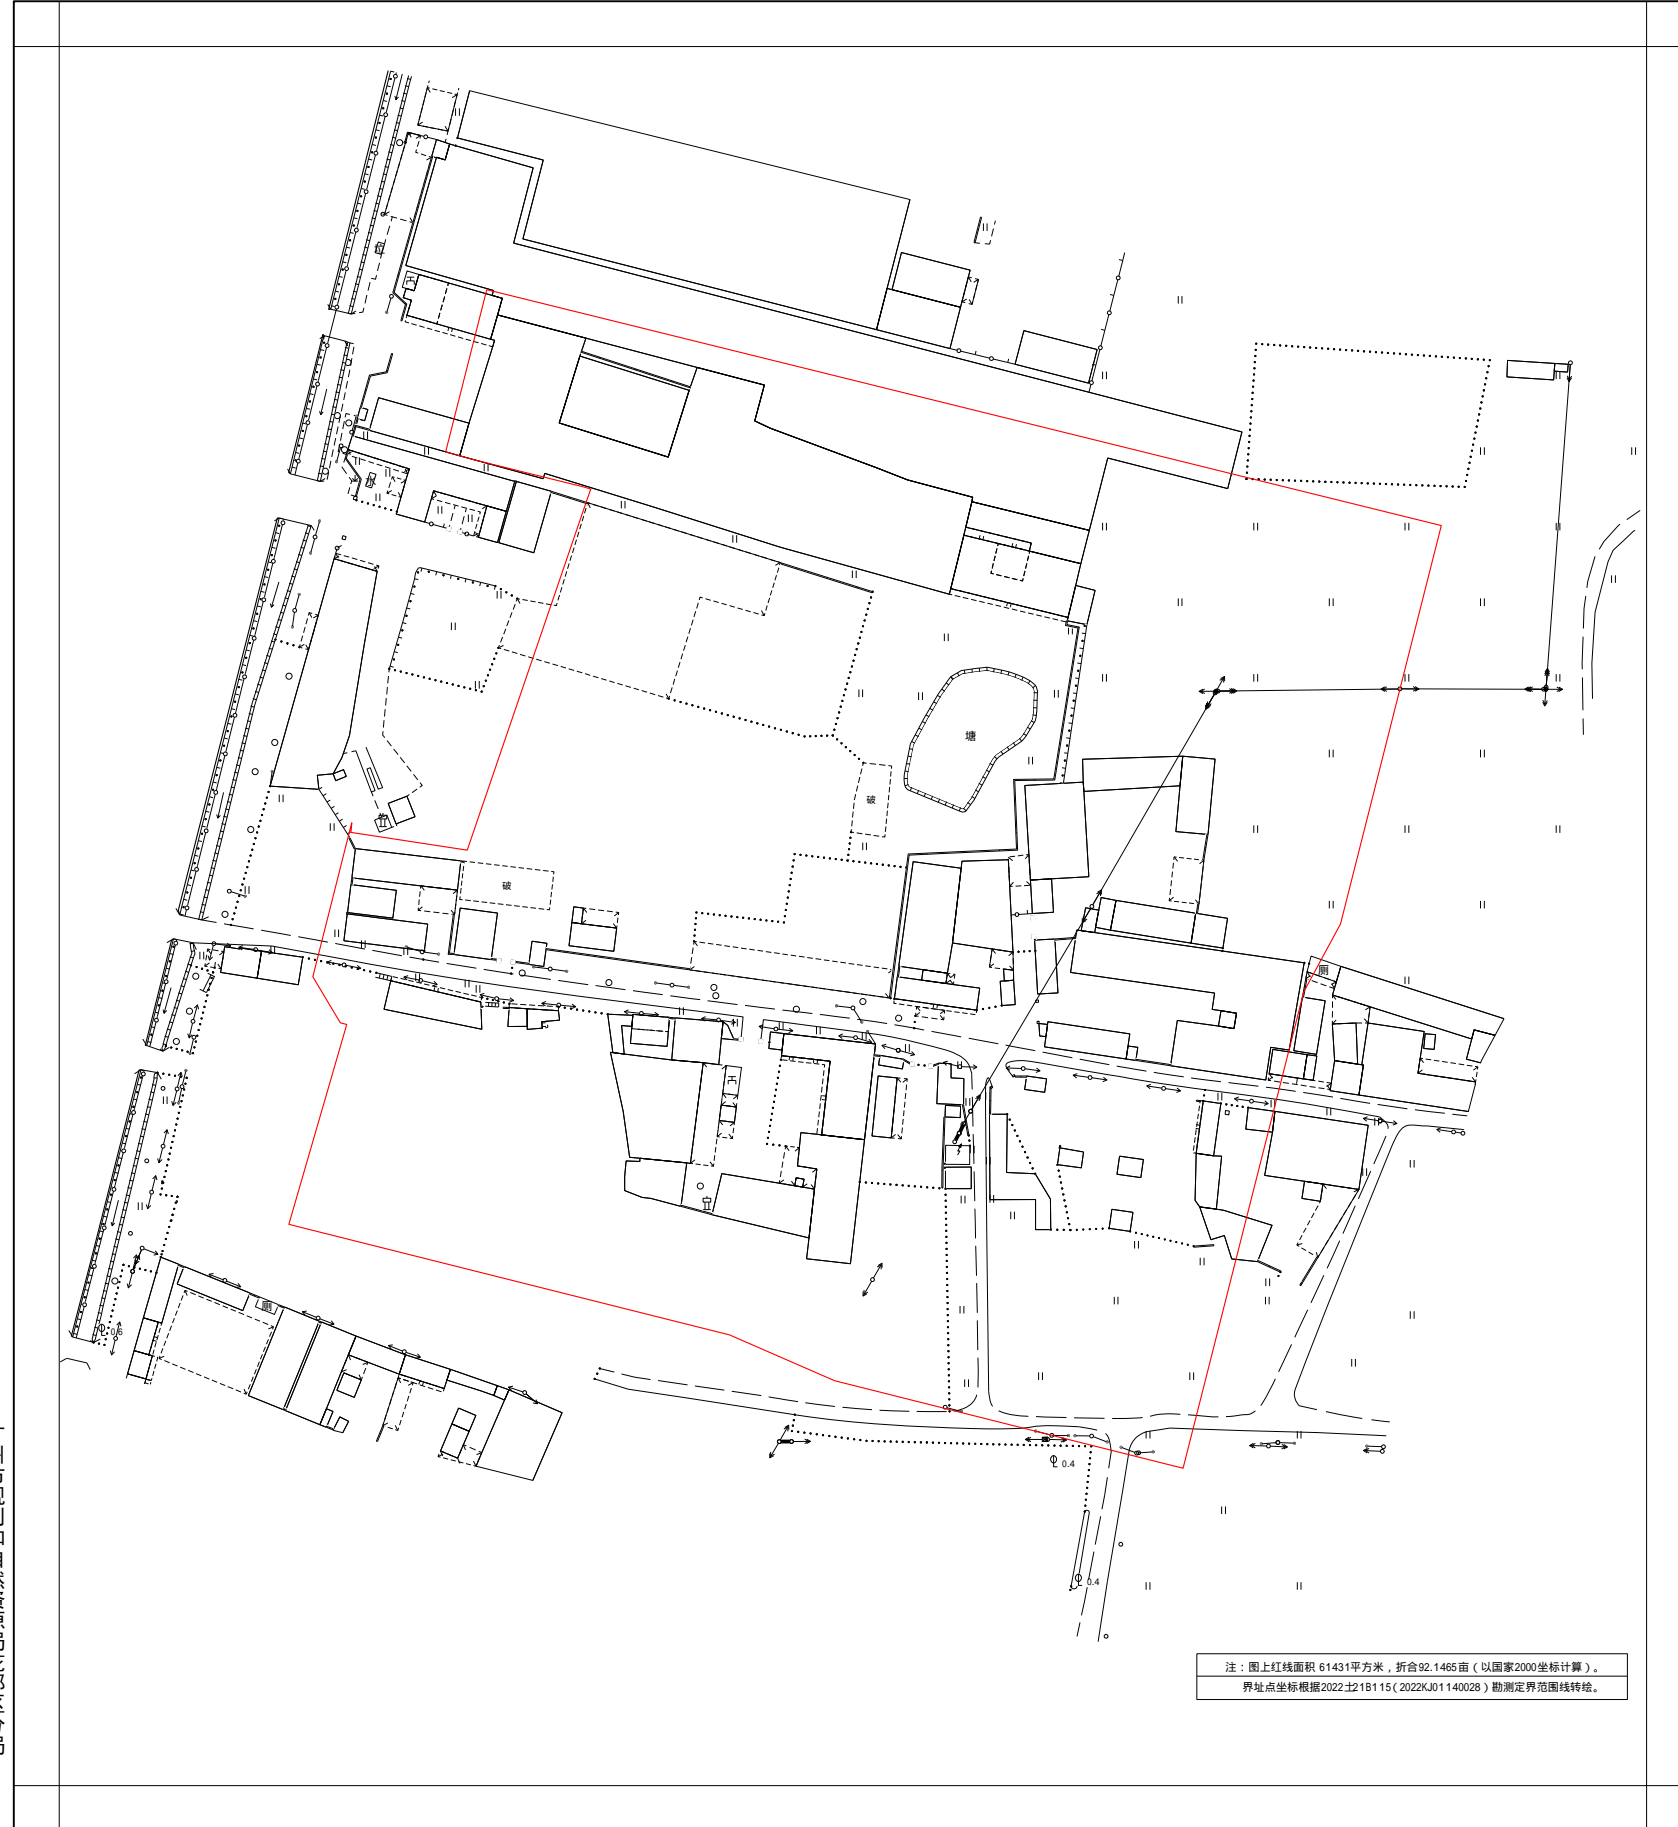 厕
塘
破
破
厕
厕
0.6
0.4
0.4
注：图上红线面积 61431平方米，折合92.1465亩（以国家2000坐标计算）。
界址点坐标根据2022土21B115（2022KJ01140028）勘测定界范围线转绘。